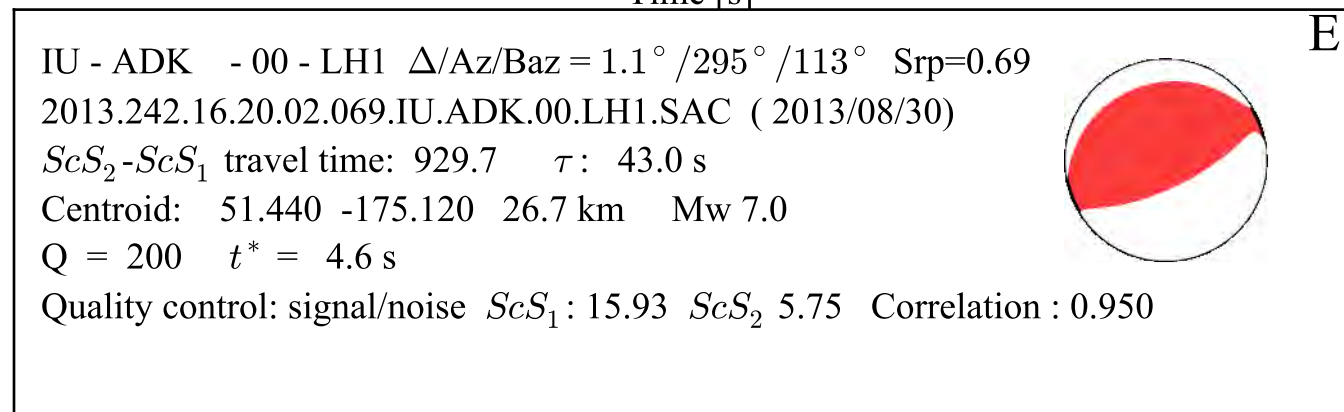 Time [s]
E
IU - ADK - 00 - LH1 Δ/Az/Baz = 1.1° /295° /113° Srp=0.69
2013.242.16.20.02.069.IU.ADK.00.LH1.SAC ( 2013/08/30)
ScS₂-ScS₁ travel time: 929.7 τ : 43.0 s
Centroid: 51.440 -175.120 26.7 km Mw 7.0
Q = 200 t* = 4.6 s
Quality control: signal/noise ScS₁: 15.93 ScS₂ 5.75 Correlation : 0.950